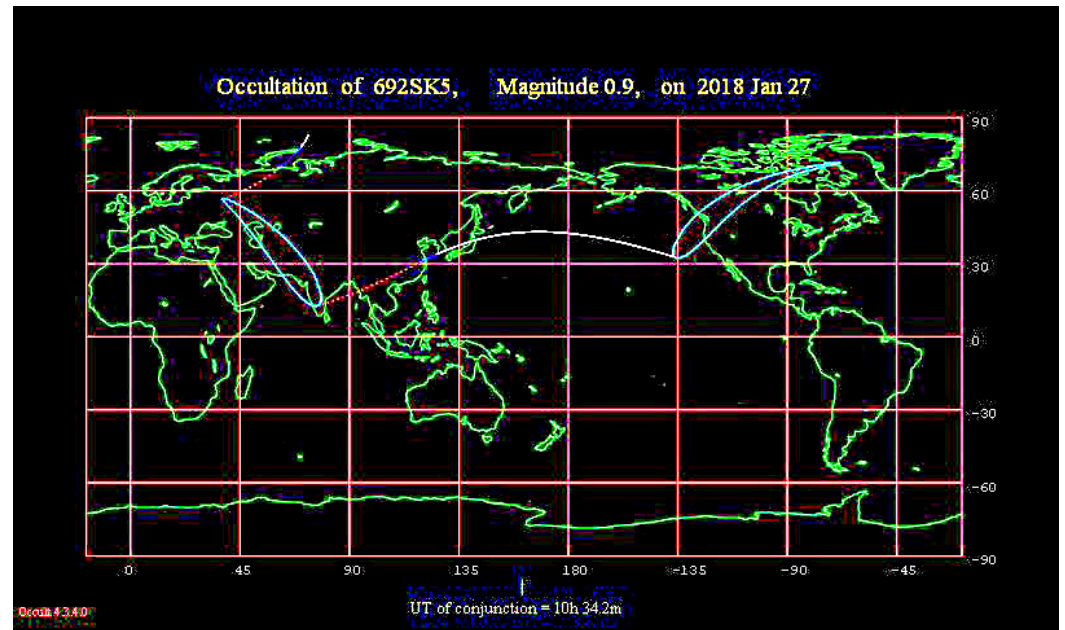 Occultation of 692SK5, Magnitude 0.9, on 2018 Jan 27
90
60
30
0
-30
-60
-90
0 45 90 135 180 -135 -90 -45
UT of conjunction = 10h 34.2m
Occult 4.3.4.0